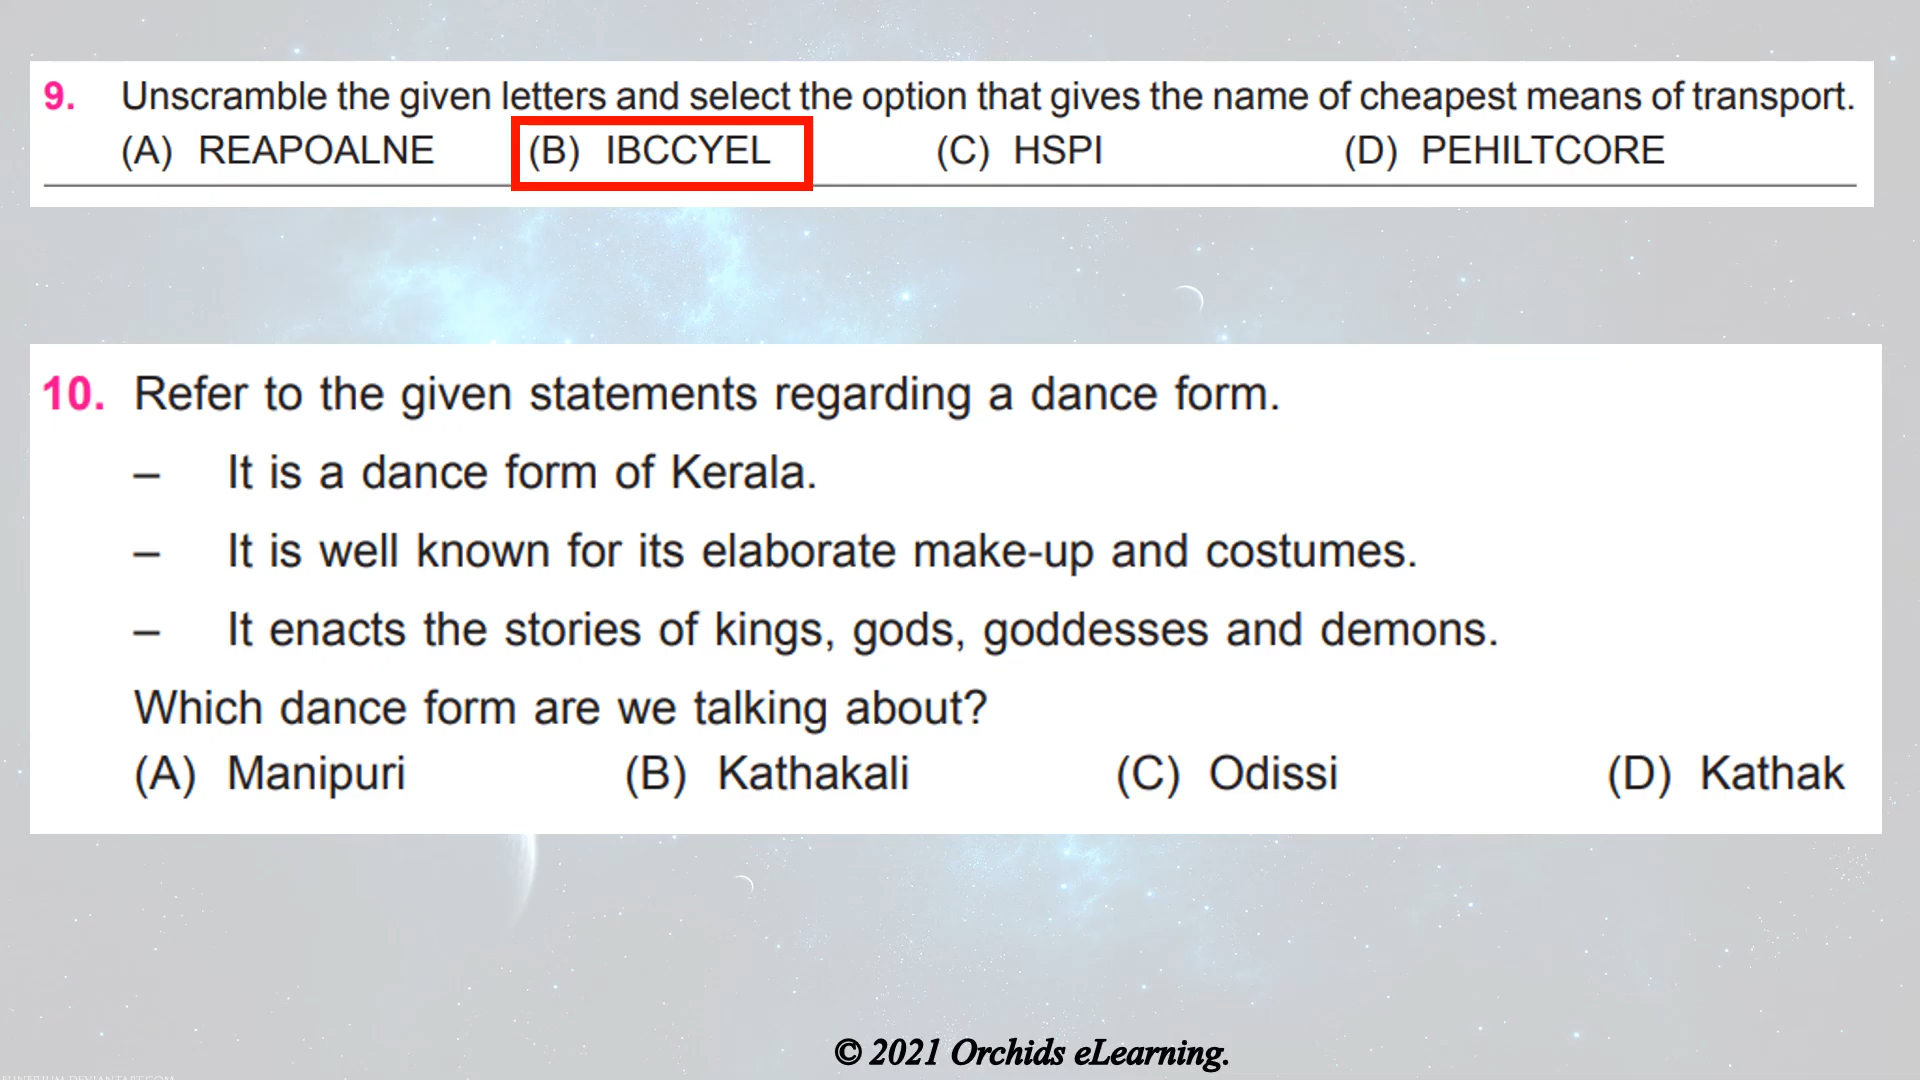 9. Unscramble the given letters and select the option that gives the name of cheapest means of transport.
(A) REAPOALNE (B) IBCCYEL (C) HSPI (D) PEHILTCORE
10. Refer to the given statements regarding a dance form.
– It is a dance form of Kerala.
– It is well known for its elaborate make-up and costumes.
– It enacts the stories of kings, gods, goddesses and demons.
Which dance form are we talking about?
(A) Manipuri (B) Kathakali (C) Odissi (D) Kathak
© 2021 Orchids eLearning.